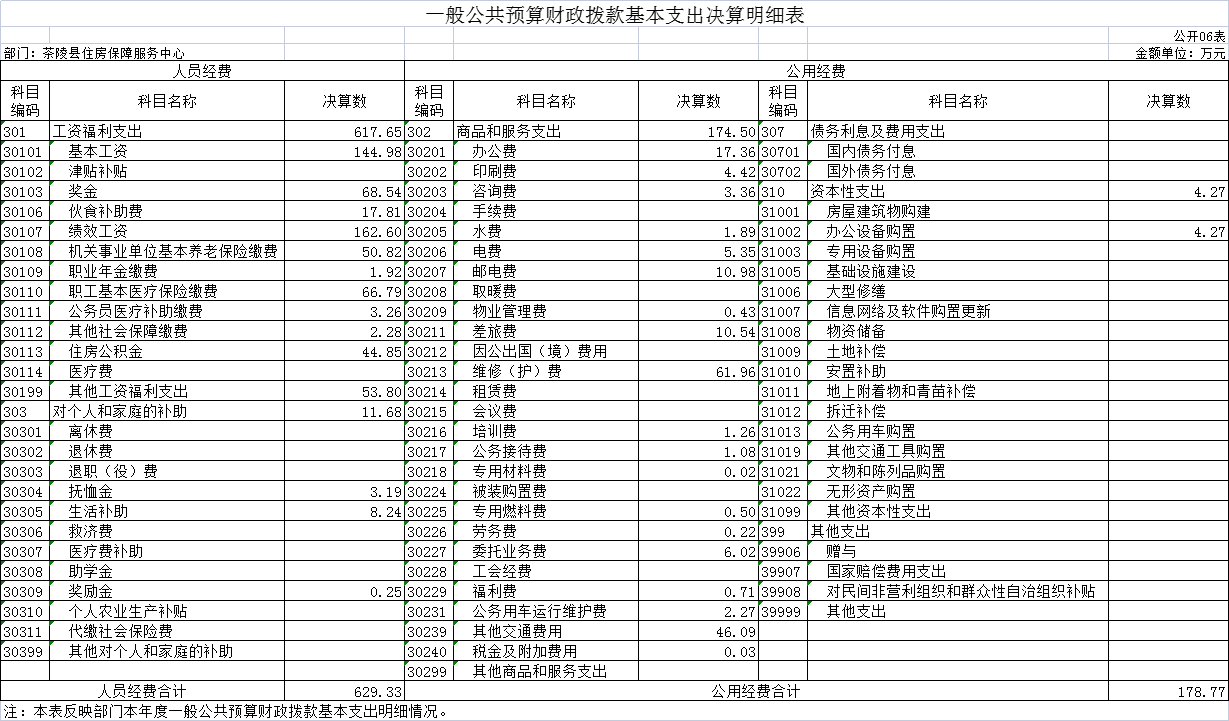 一般公共预算财政拨款基本支出决算明细表
公开06表
部门：茶陵县住房保障服务中心 金额单位：万元
人员经费 公用经费
科目编码 科目名称 决算数 科目编码 科目名称 决算数 科目编码 科目名称 决算数
301 工资福利支出 617.65 302 商品和服务支出 174.50 307 债务利息及费用支出
30101 基本工资 144.98 30201 办公费 17.36 30701 国内债务付息
30102 津贴补贴 30202 印刷费 4.42 30702 国外债务付息
30103 奖金 68.54 30203 咨询费 3.36 310 资本性支出 4.27
30106 伙食补助费 17.81 30204 手续费 31001 房屋建筑物购建
30107 绩效工资 162.60 30205 水费 1.89 31002 办公设备购置 4.27
30108 机关事业单位基本养老保险缴费 50.82 30206 电费 5.35 31003 专用设备购置
30109 职业年金缴费 1.92 30207 邮电费 10.98 31005 基础设施建设
30110 职工基本医疗保险缴费 66.79 30208 取暖费 31006 大型修缮
30111 公务员医疗补助缴费 3.26 30209 物业管理费 0.43 31007 信息网络及软件购置更新
30112 其他社会保障缴费 2.28 30211 差旅费 10.54 31008 物资储备
30113 住房公积金 44.85 30212 因公出国（境）费用 31009 土地补偿
30114 医疗费 30213 维修（护）费 61.96 31010 安置补助
30199 其他工资福利支出 53.80 30214 租赁费 31011 地上附着物和青苗补偿
303 对个人和家庭的补助 11.68 30215 会议费 31012 拆迁补偿
30301 离休费 30216 培训费 1.26 31013 公务用车购置
30302 退休费 30217 公务接待费 1.08 31019 其他交通工具购置
30303 退职（役）费 30218 专用材料费 0.02 31021 文物和陈列品购置
30304 抚恤金 3.19 30224 被装购置费 31022 无形资产购置
30305 生活补助 8.24 30225 专用燃料费 0.50 31099 其他资本性支出
30306 救济费 30226 劳务费 0.22 399 其他支出
30307 医疗费补助 30227 委托业务费 6.02 39906 赠与
30308 助学金 30228 工会经费 39907 国家赔偿费用支出
30309 奖励金 0.25 30229 福利费 0.71 39908 对民间非营利组织和群众性自治组织补贴
30310 个人农业生产补贴 30231 公务用车运行维护费 2.27 39999 其他支出
30311 代缴社会保险费 30239 其他交通费用 46.09
30399 其他对个人和家庭的补助 30240 税金及附加费用 0.03
30299 其他商品和服务支出
人员经费合计 629.33 公用经费合计 178.77
注：本表反映部门本年度一般公共预算财政拨款基本支出明细情况。